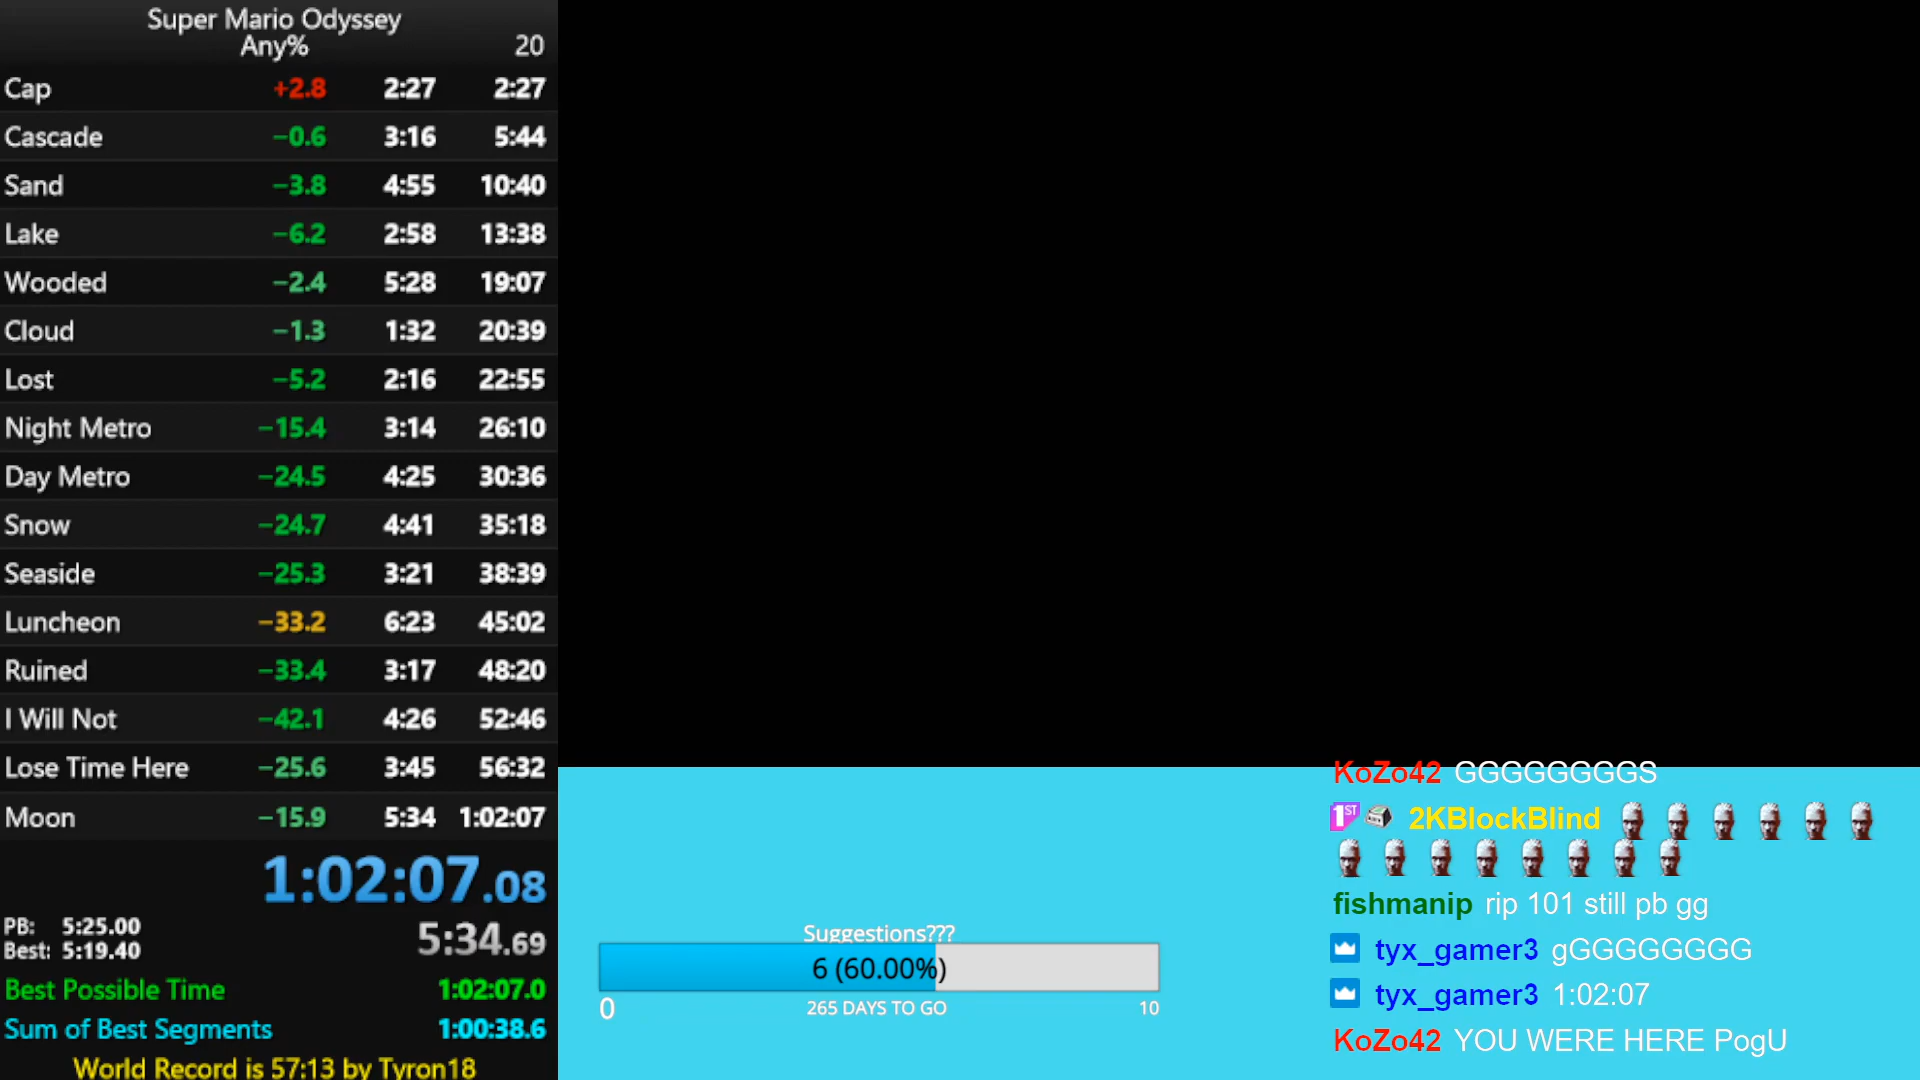 Super Mario Odyssey
Any% 20
Cap +2.8 2:27 2:27
Cascade −0.6 3:16 5:44
Sand −3.8 4:55 10:40
Lake −6.2 2:58 13:38
Wooded −2.4 5:28 19:07
Cloud −1.3 1:32 20:39
Lost −5.2 2:16 22:55
Night Metro −15.4 3:14 26:10
Day Metro −24.5 4:25 30:36
Snow −24.7 4:41 35:18
Seaside −25.3 3:21 38:39
Luncheon −33.2 6:23 45:02
Ruined −33.4 3:17 48:20
I Will Not −42.1 4:26 52:46
Lose Time Here −25.6 3:45 56:32
Moon −15.9 5:34 1:02:07
1:02:07.08
PB: 5:25.00
Best: 5:19.40
5:34.69
Best Possible Time 1:02:07.0
Sum of Best Segments 1:00:38.6
World Record is 57:13 by Tyron18
Suggestions???
6 (60.00%)
0 265 DAYS TO GO 10
KoZo42 GGGGGGGGS
1ST 2KBlockBlind
fishmanip rip 101 still pb gg
tyx_gamer3 gGGGGGGGG
tyx_gamer3 1:02:07
KoZo42 YOU WERE HERE PogU